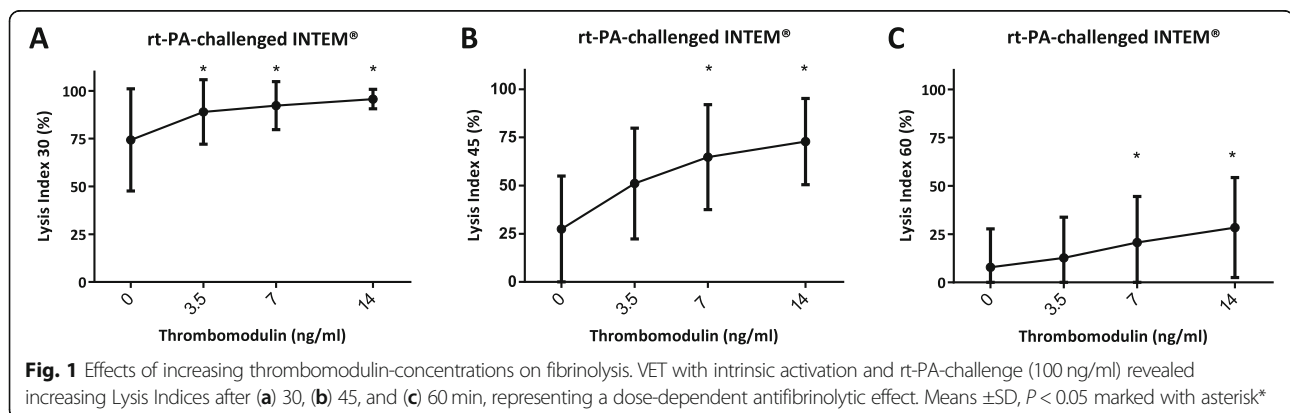 A
rt-PA-challenged INTEM®
Lysis Index 30 (%)
100
75
50
25
0
* * *
0 3.5 7 14
Thrombomodulin (ng/ml)
B
rt-PA-challenged INTEM®
Lysis Index 45 (%)
100
75
50
25
0
* *
0 3.5 7 14
Thrombomodulin (ng/ml)
C
rt-PA-challenged INTEM®
Lysis Index 60 (%)
100
75
50
25
0
* *
0 3.5 7 14
Thrombomodulin (ng/ml)
Fig. 1 Effects of increasing thrombomodulin-concentrations on fibrinolysis. VET with intrinsic activation and rt-PA-challenge (100 ng/ml) revealed
increasing Lysis Indices after (a) 30, (b) 45, and (c) 60 min, representing a dose-dependent antifibrinolytic effect. Means ±SD, P < 0.05 marked with asterisk*